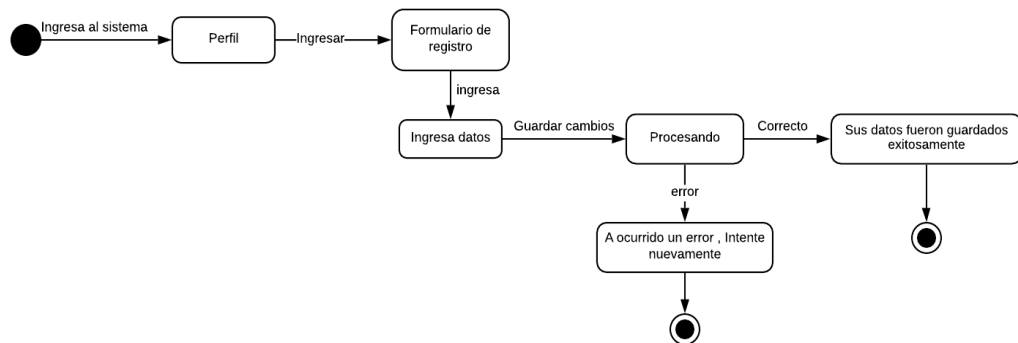 Ingresa al sistema
Perfil
Ingresar
Formulario de
registro
ingresa
Ingresa datos
Guardar cambios
Procesando
Correcto
Sus datos fueron guardados
exitosamente
error
A ocurrido un error , Intente
nuevamente